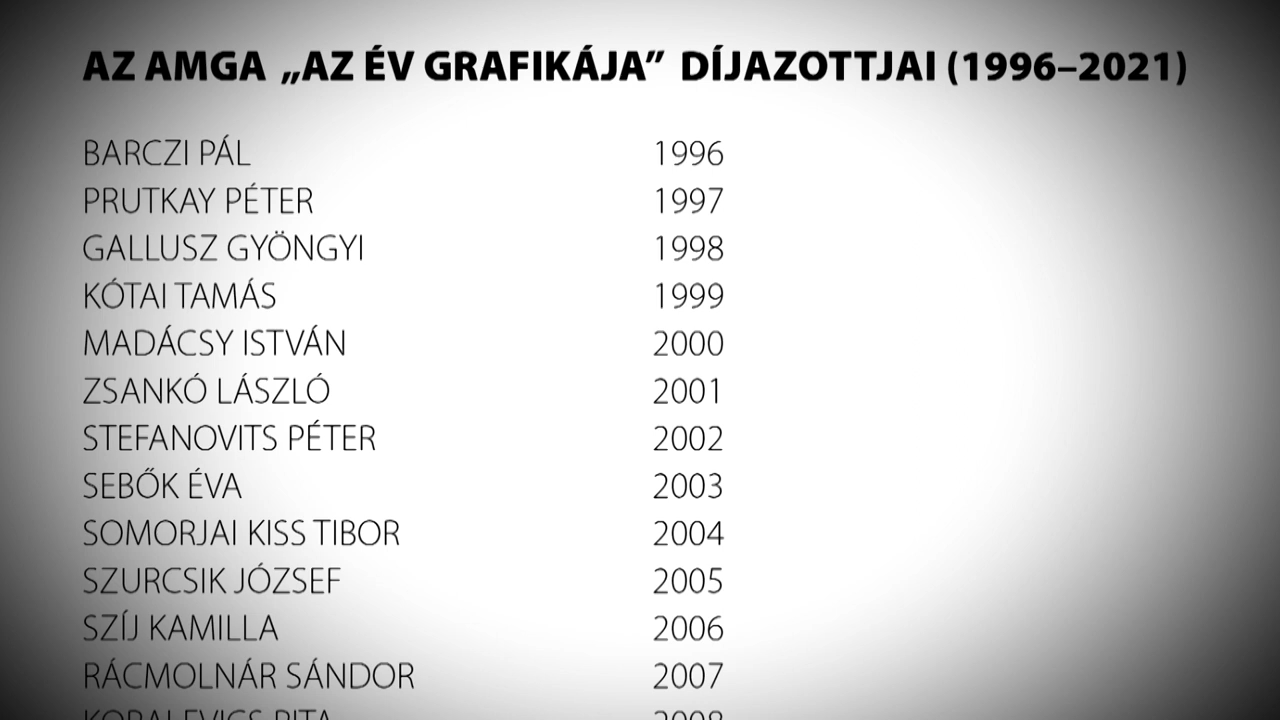 AZ AMGA „AZ ÉV GRAFIKÁJA” DÍJAZOTTJAI (1996–2021)
BARCZI PÁL 1996
PRUTKAY PÉTER 1997
GALLUSZ GYÖNGYI 1998
KÓTAI TAMÁS 1999
MADÁCSY ISTVÁN 2000
ZSANKÓ LÁSZLÓ 2001
STEFANOVITS PÉTER 2002
SEBŐK ÉVA 2003
SOMORJAI KISS TIBOR 2004
SZURCSIK JÓZSEF 2005
SZÍJ KAMILLA 2006
RÁCMOLNÁR SÁNDOR 2007
2008